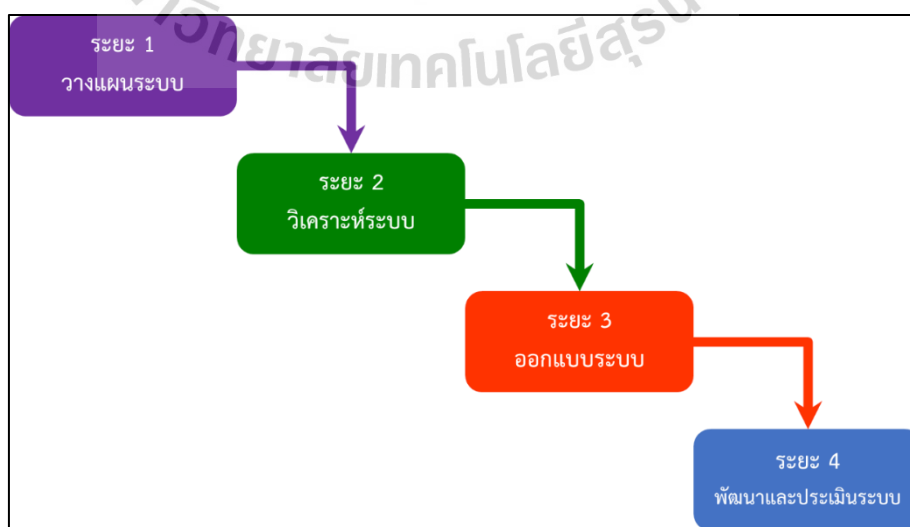 ระยะ 1
วางแผนระบบ
ระยะ 2
วิเคราะห์ระบบ
ระยะ 3
ออกแบบระบบ
ระยะ 4
พัฒนาและประเมินระบบ